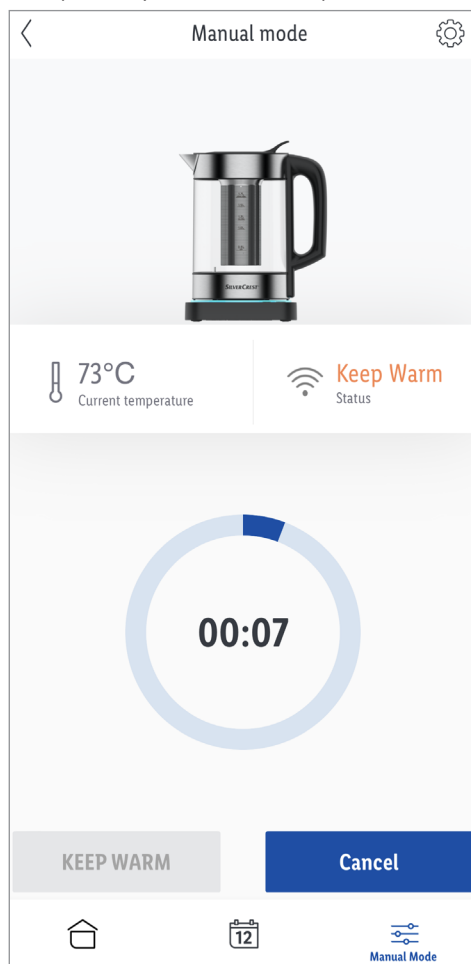 Manual mode
SILVERCREST
73°C
Current temperature
Keep Warm
Status
00:07
KEEP WARM
Cancel
12
Manual Mode